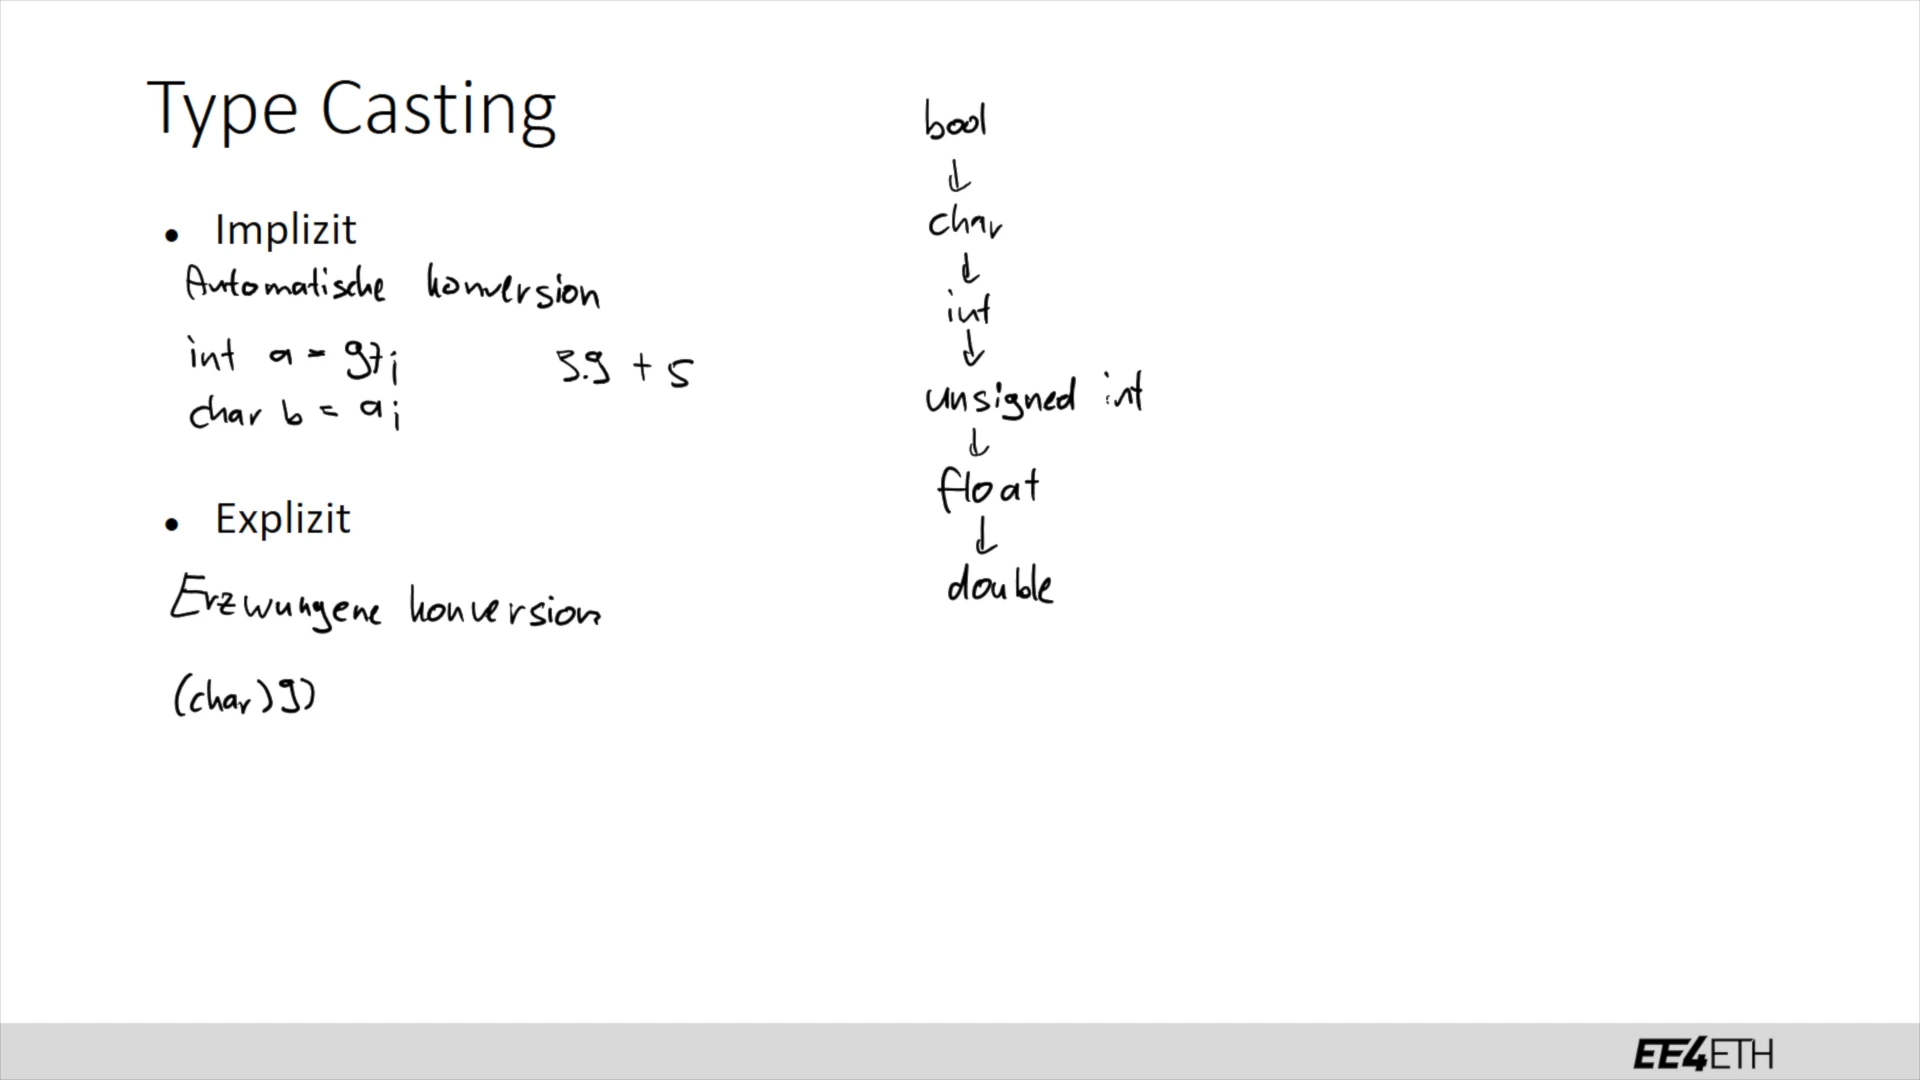 Type Casting
• Implizit
Automatische konversion
int a = 97;
char b = a;
3.9 + 5
• Explizit
Erzwungene konversion
(char) 97
bool
↓
char
↓
int
↓
unsigned int
↓
float
↓
double
EE4ETH